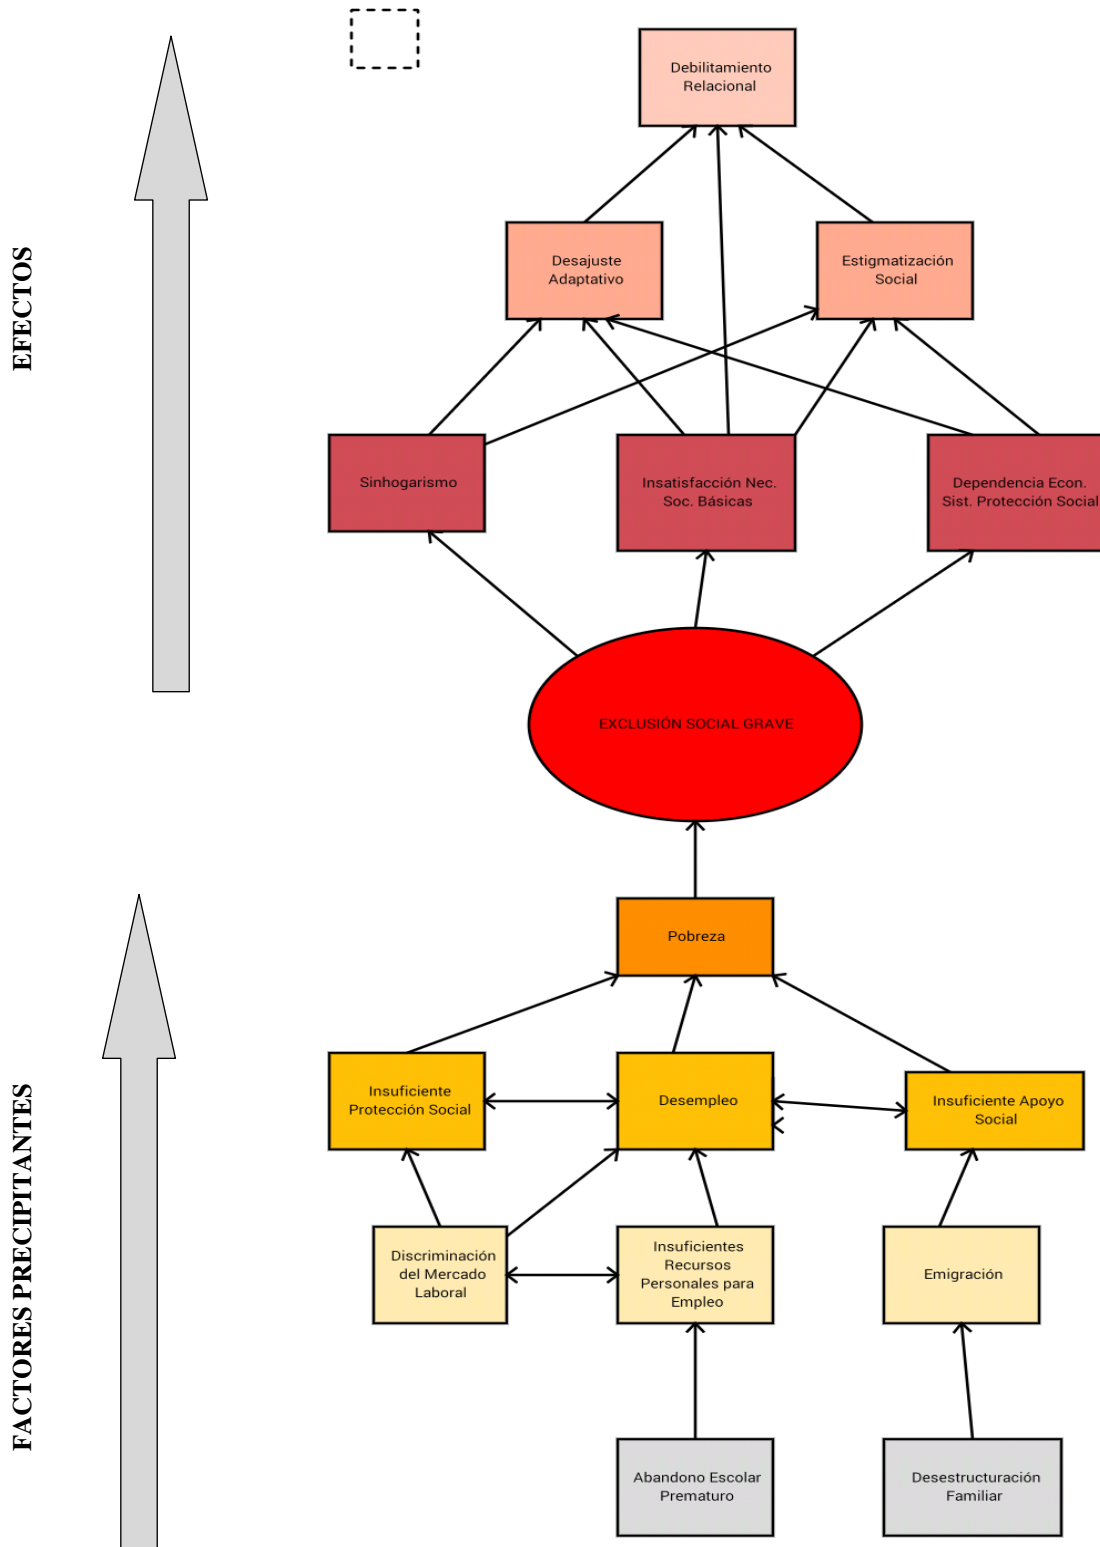 Debilitamiento
Relacional
EFECTOS
Desajuste
Adaptativo
Estigmatización
Social
Sinhogarismo
Insatisfacción Nec.
Soc. Básicas
Dependencia Econ.
Sist. Protección Social
EXCLUSIÓN SOCIAL GRAVE
FACTORES PRECIPITANTES
Pobreza
Insuficiente
Protección Social
Desempleo
Insuficiente Apoyo
Social
Discriminación
del Mercado
Laboral
Insuficientes
Recursos
Personales para
Empleo
Emigración
Abandono Escolar
Prematuro
Desestructuración
Familiar